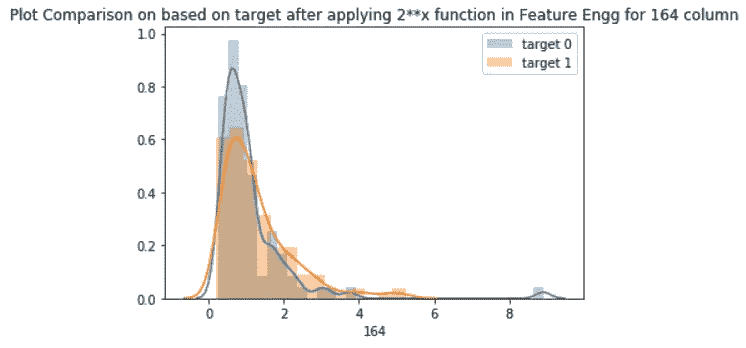 Plot Comparison on based on target after applying 2**x function in Feature Engg for 164 column
1.0
target 0
target 1
0.8
0.6
0.4
0.2
0.0
0 2 4 6 8
164